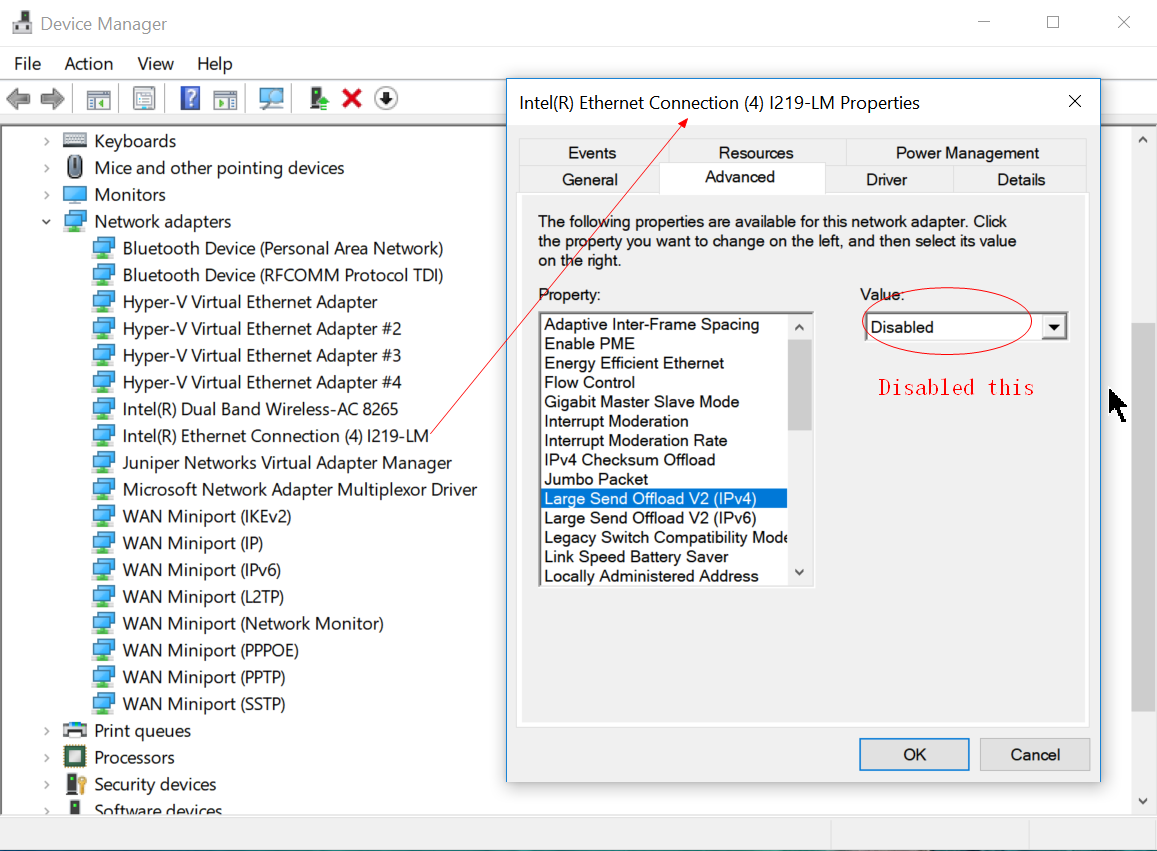 Device Manager
File Action View Help
Keyboards
Mice and other pointing devices
Monitors
Network adapters
Bluetooth Device (Personal Area Network)
Bluetooth Device (RFCOMM Protocol TDI)
Hyper-V Virtual Ethernet Adapter
Hyper-V Virtual Ethernet Adapter #2
Hyper-V Virtual Ethernet Adapter #3
Hyper-V Virtual Ethernet Adapter #4
Intel(R) Dual Band Wireless-AC 8265
Intel(R) Ethernet Connection (4) I219-LM
Juniper Networks Virtual Adapter Manager
Microsoft Network Adapter Multiplexor Driver
WAN Miniport (IKEv2)
WAN Miniport (IP)
WAN Miniport (IPv6)
WAN Miniport (L2TP)
WAN Miniport (Network Monitor)
WAN Miniport (PPPOE)
WAN Miniport (PPTP)
WAN Miniport (SSTP)
Print queues
Processors
Security devices
Software devices
Intel(R) Ethernet Connection (4) I219-LM Properties
Events Resources Power Management
General Advanced Driver Details
The following properties are available for this network adapter. Click
the property you want to change on the left, and then select its value
on the right.
Property:
Adaptive Inter-Frame Spacing
Enable PME
Energy Efficient Ethernet
Flow Control
Gigabit Master Slave Mode
Interrupt Moderation
Interrupt Moderation Rate
IPv4 Checksum Offload
Jumbo Packet
Large Send Offload V2 (IPv4)
Large Send Offload V2 (IPv6)
Legacy Switch Compatibility Mode
Link Speed Battery Saver
Locally Administered Address
Value:
Disabled
Disabled this
OK Cancel